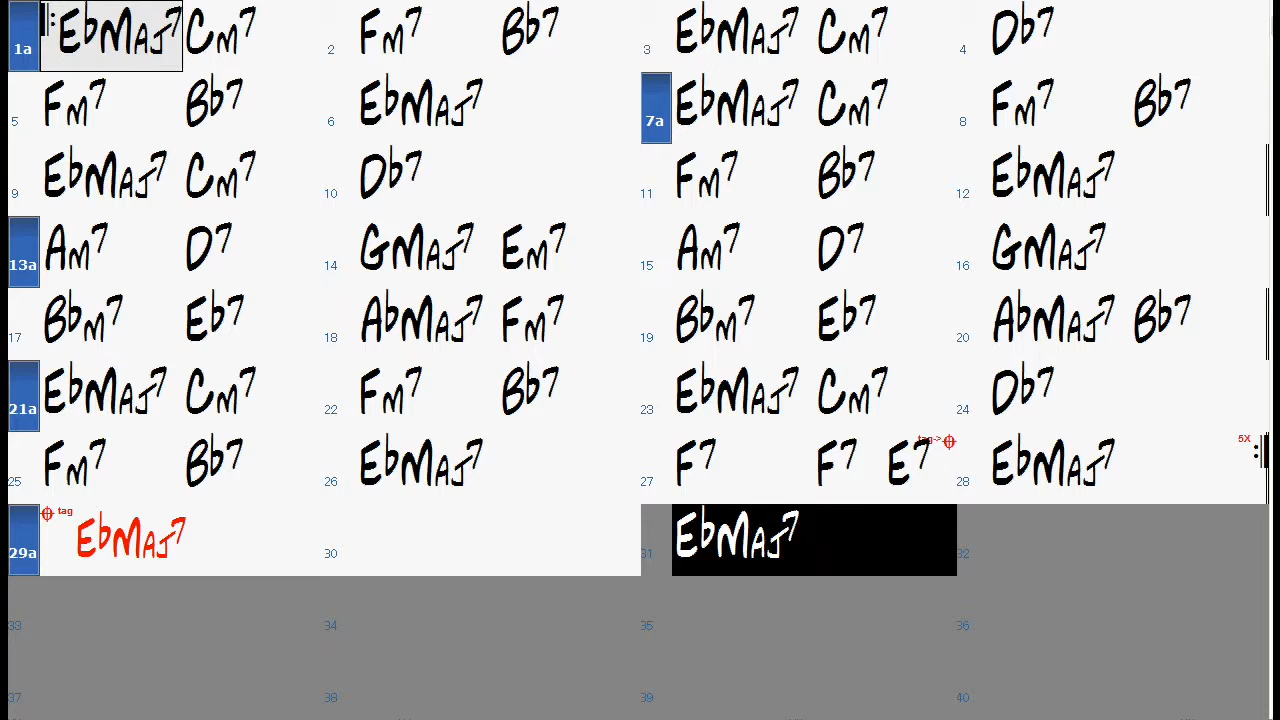 1a EbMAJ7 Cm7 2 Fm7 Bb7 3 EbMAJ7 Cm7 4 Db7
5 Fm7 Bb7 6 EbMAJ7 7a EbMAJ7 Cm7 8 Fm7 Bb7
9 EbMAJ7 Cm7 10 Db7 11 Fm7 Bb7 12 EbMAJ7
13a Am7 D7 14 GMAJ7 Em7 15 Am7 D7 16 GMAJ7
17 Bbm7 Eb7 18 AbMAJ7 Fm7 19 Bbm7 Eb7 20 AbMAJ7 Bb7
21a EbMAJ7 Cm7 22 Fm7 Bb7 23 EbMAJ7 Cm7 24 Db7
tag-> 5X
25 Fm7 Bb7 26 EbMAJ7 27 F7 F7 E7 28 EbMAJ7
tag
29a EbMAJ7 30 31 EbMAJ7 32
33 34 35 36
37 38 39 40